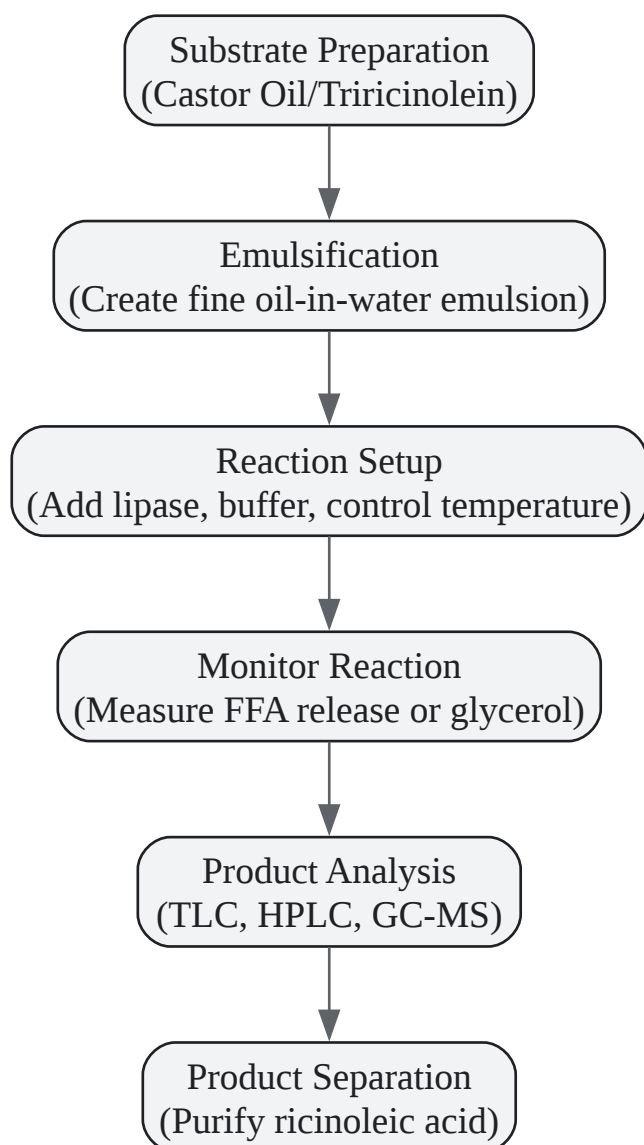 Substrate Preparation
(Castor Oil/Triricinolein)
Emulsification
(Create fine oil-in-water emulsion)
Reaction Setup
(Add lipase, buffer, control temperature)
Monitor Reaction
(Measure FFA release or glycerol)
Product Analysis
(TLC, HPLC, GC-MS)
Product Separation
(Purify ricinoleic acid)